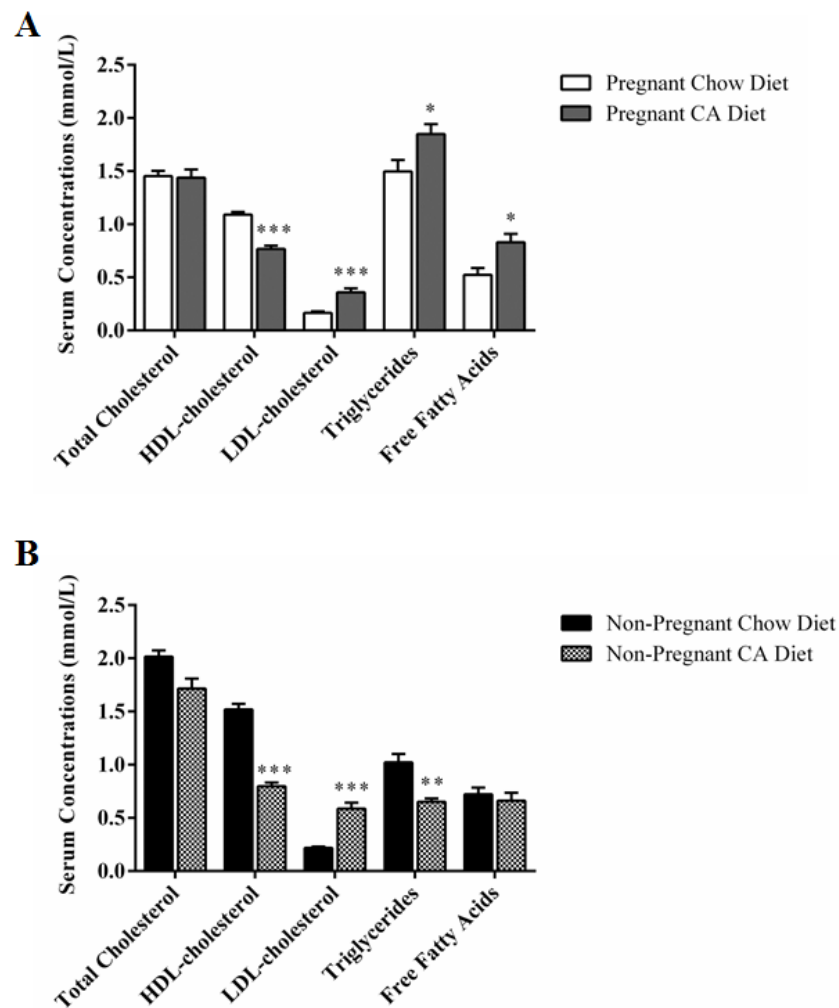 A
Serum Concentrations (mmol/L)
2.5
2.0
1.5
1.0
0.5
0.0
*
***
***
*
Pregnant Chow Diet
Pregnant CA Diet
Total Cholesterol
HDL-cholesterol
LDL-cholesterol
Triglycerides
Free Fatty Acids
B
Serum Concentrations (mmol/L)
2.5
2.0
1.5
1.0
0.5
0.0
***
***
**
Non-Pregnant Chow Diet
Non-Pregnant CA Diet
Total Cholesterol
HDL-cholesterol
LDL-cholesterol
Triglycerides
Free Fatty Acids